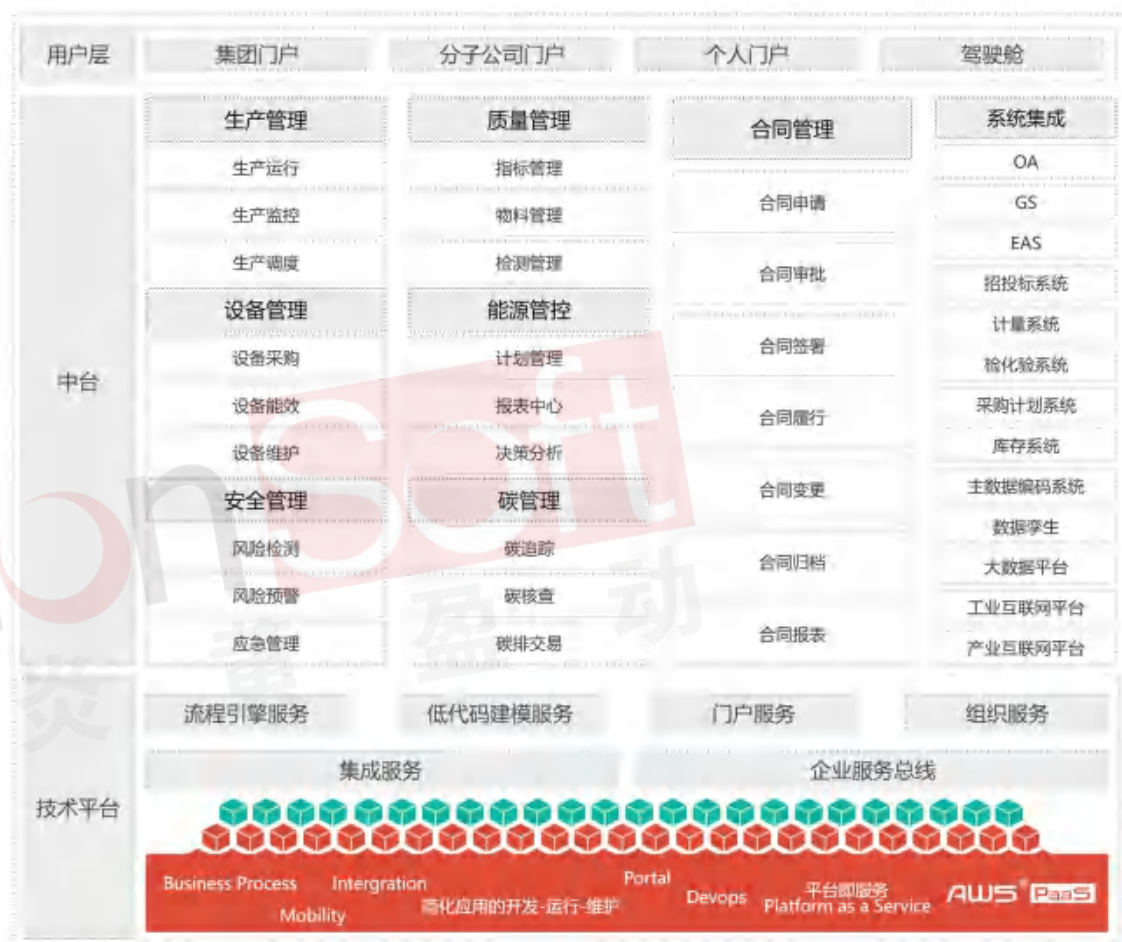 用户层
集团门户
分子公司门户
个人门户
驾驶舱
中台
生产管理
生产运行
生产监控
生产调度
设备管理
设备采购
设备能效
设备维护
安全管理
风险检测
风险预警
应急管理
质量管理
指标管理
物料管理
检测管理
能源管控
计划管理
报表中心
决策分析
碳管理
碳追踪
碳核查
碳排交易
合同管理
合同申请
合同审批
合同签署
合同履行
合同变更
合同归档
合同报表
系统集成
OA
GS
EAS
招投标系统
计量系统
检化验系统
采购计划系统
库存系统
主数据编码系统
数据孪生
大数据平台
工业互联网平台
产业互联网平台
技术平台
流程引擎服务
低代码建模服务
门户服务
组织服务
集成服务
企业服务总线
Business Process
Intergration
Mobility
简化应用的开发-运行-维护
Portal
Devops
平台即服务
Platform as a Service
AWS® PaaS
onSoft
炎黄盈动